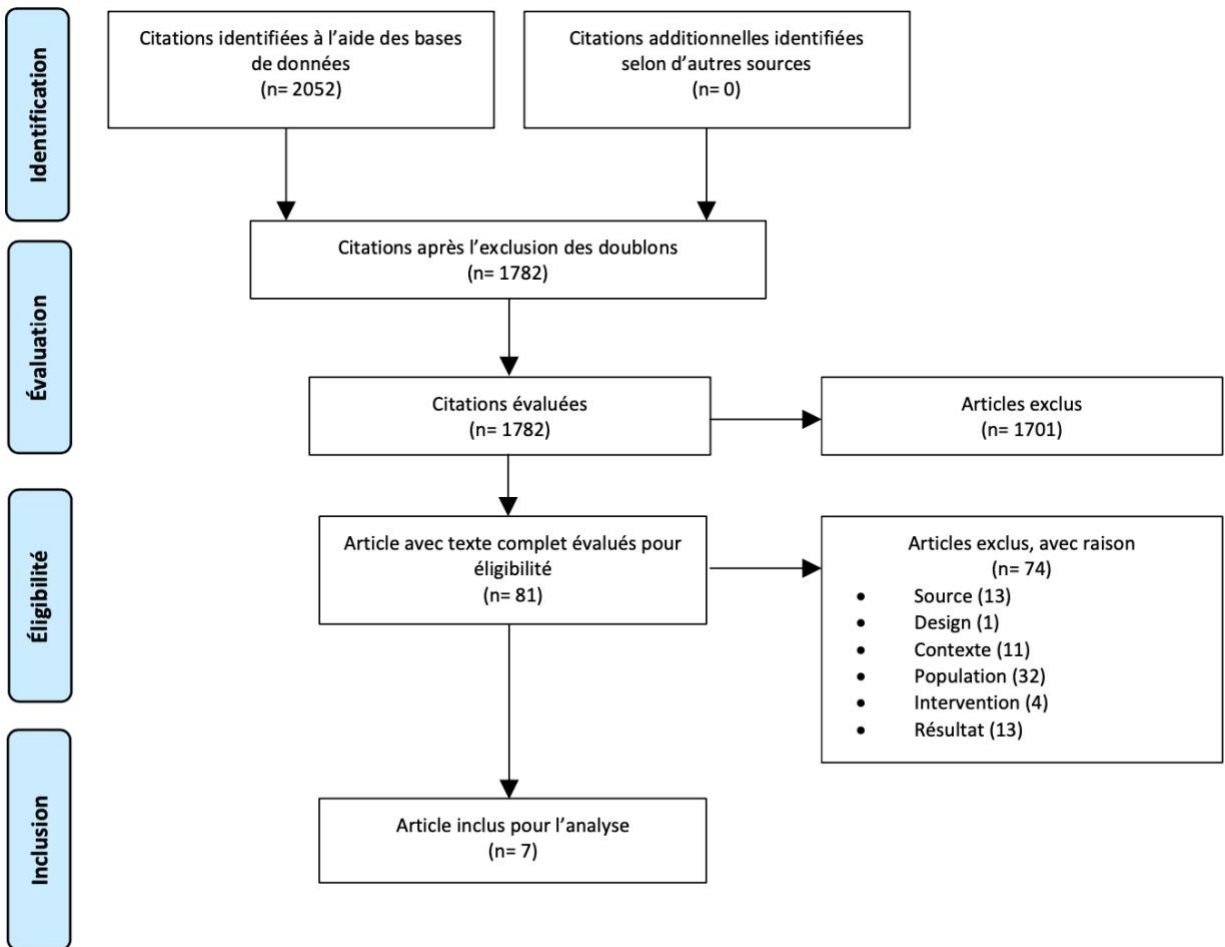 Identification
Citations identifiées à l'aide des bases
de données
(n= 2052)
Citations additionnelles identifiées
selon d'autres sources
(n= 0)
Évaluation
Citations après l'exclusion des doublons
(n= 1782)
Citations évaluées
(n= 1782)
Articles exclus
(n= 1701)
Éligibilité
Article avec texte complet évalués pour
éligibilité
(n= 81)
Articles exclus, avec raison
(n= 74)
• Source (13)
• Design (1)
• Contexte (11)
• Population (32)
• Intervention (4)
• Résultat (13)
Inclusion
Article inclus pour l'analyse
(n= 7)